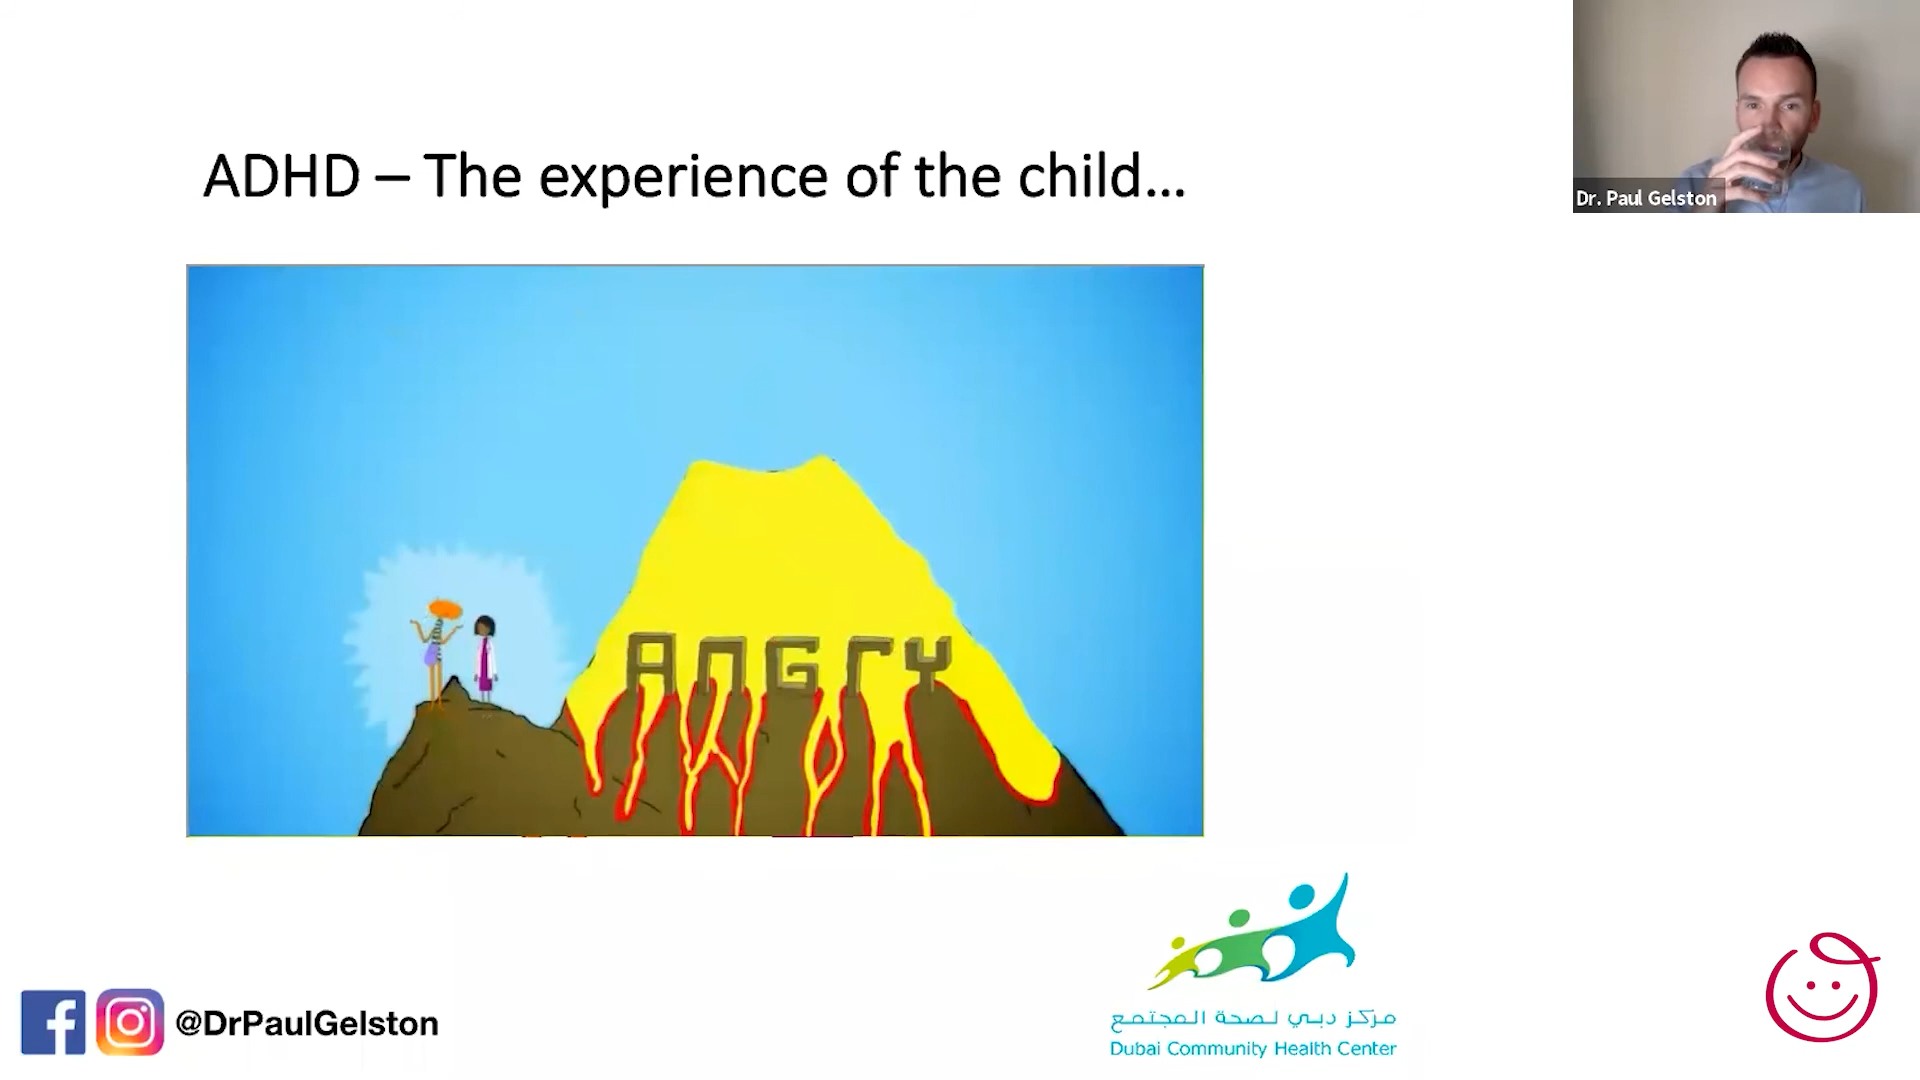 Dr. Paul Gelston
ADHD – The experience of the child...
AnGrY
@DrPaulGelston
مركز دبي لصحة المجتمع
Dubai Community Health Center